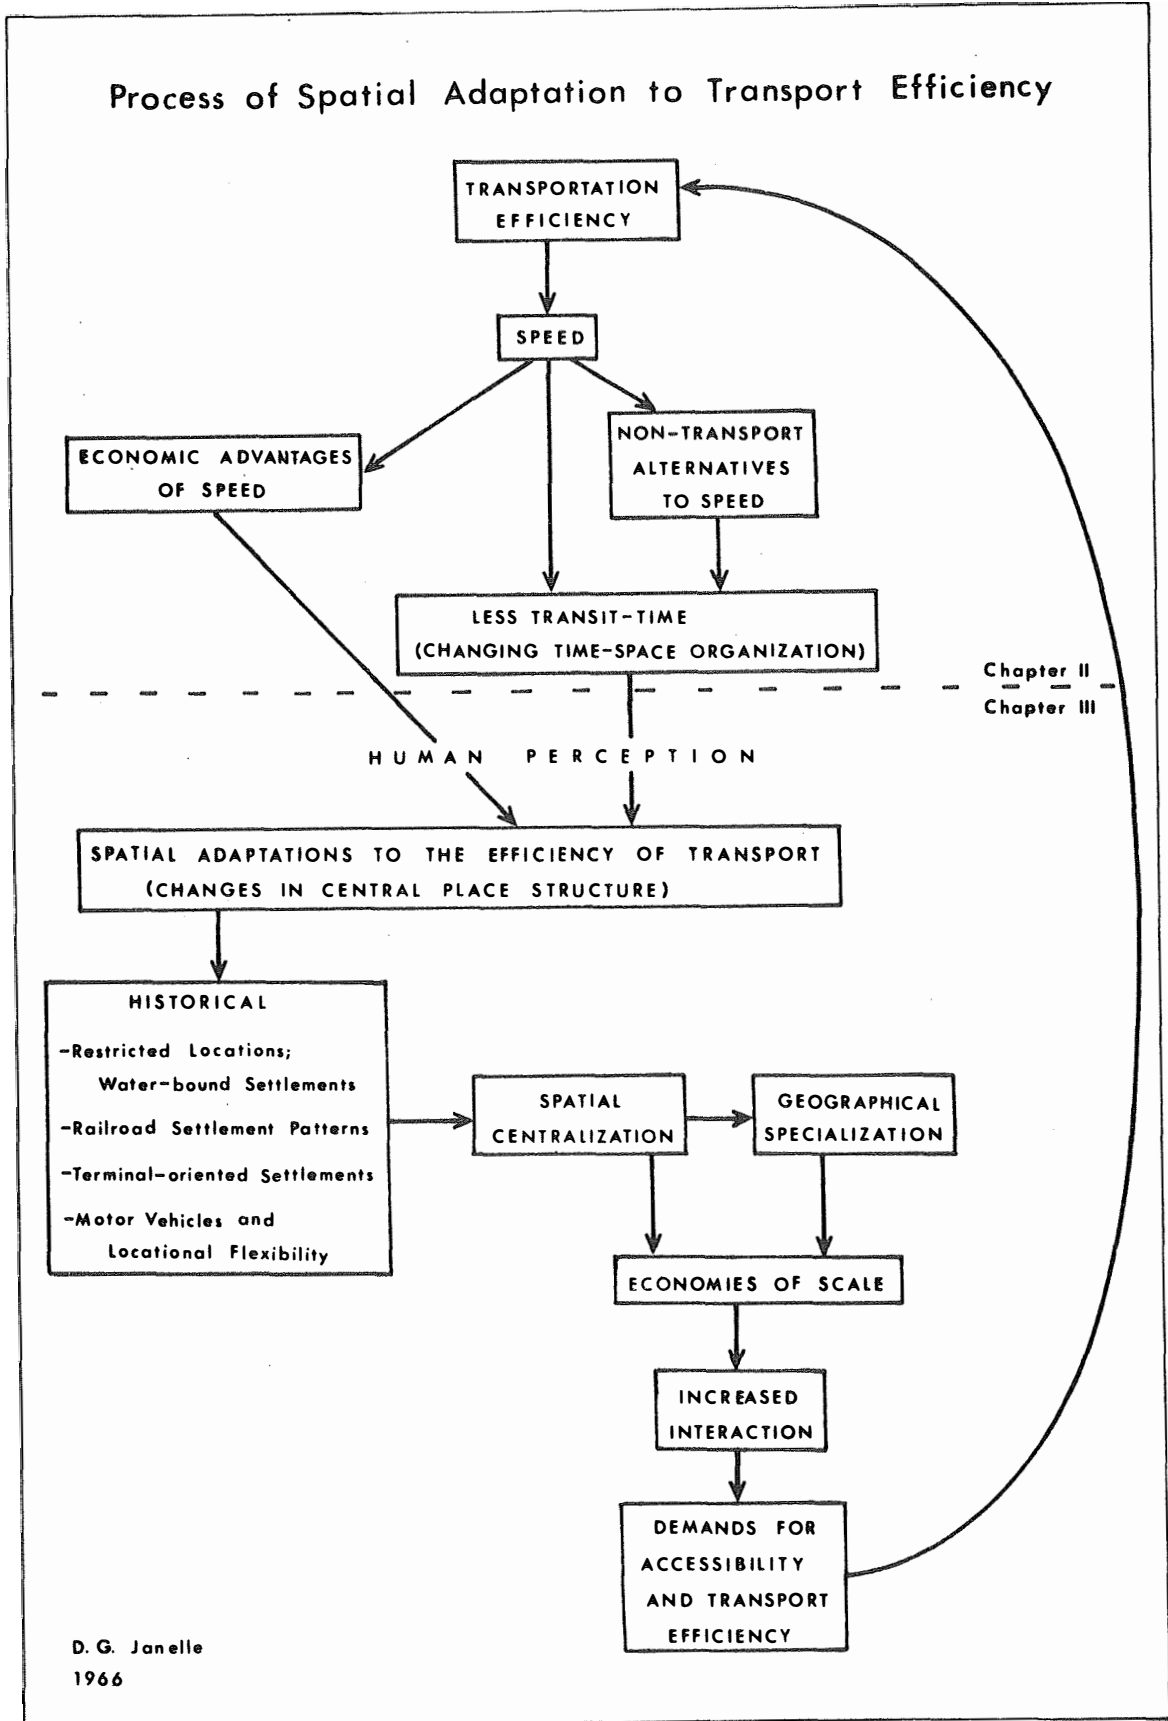 Process of Spatial Adaptation to Transport Efficiency
TRANSPORTATION
EFFICIENCY
SPEED
ECONOMIC ADVANTAGES
OF SPEED
NON-TRANSPORT
ALTERNATIVES
TO SPEED
LESS TRANSIT-TIME
(CHANGING TIME-SPACE ORGANIZATION)
Chapter II
Chapter III
HUMAN PERCEPTION
SPATIAL ADAPTATIONS TO THE EFFICIENCY OF TRANSPORT
(CHANGES IN CENTRAL PLACE STRUCTURE)
HISTORICAL
-Restricted Locations;
Water-bound Settlements
-Railroad Settlement Patterns
-Terminal-oriented Settlements
-Motor Vehicles and
Locational Flexibility
SPATIAL
CENTRALIZATION
GEOGRAPHICAL
SPECIALIZATION
ECONOMIES OF SCALE
INCREASED
INTERACTION
DEMANDS FOR
ACCESSIBILITY
AND TRANSPORT
EFFICIENCY
D. G. Janelle
1966